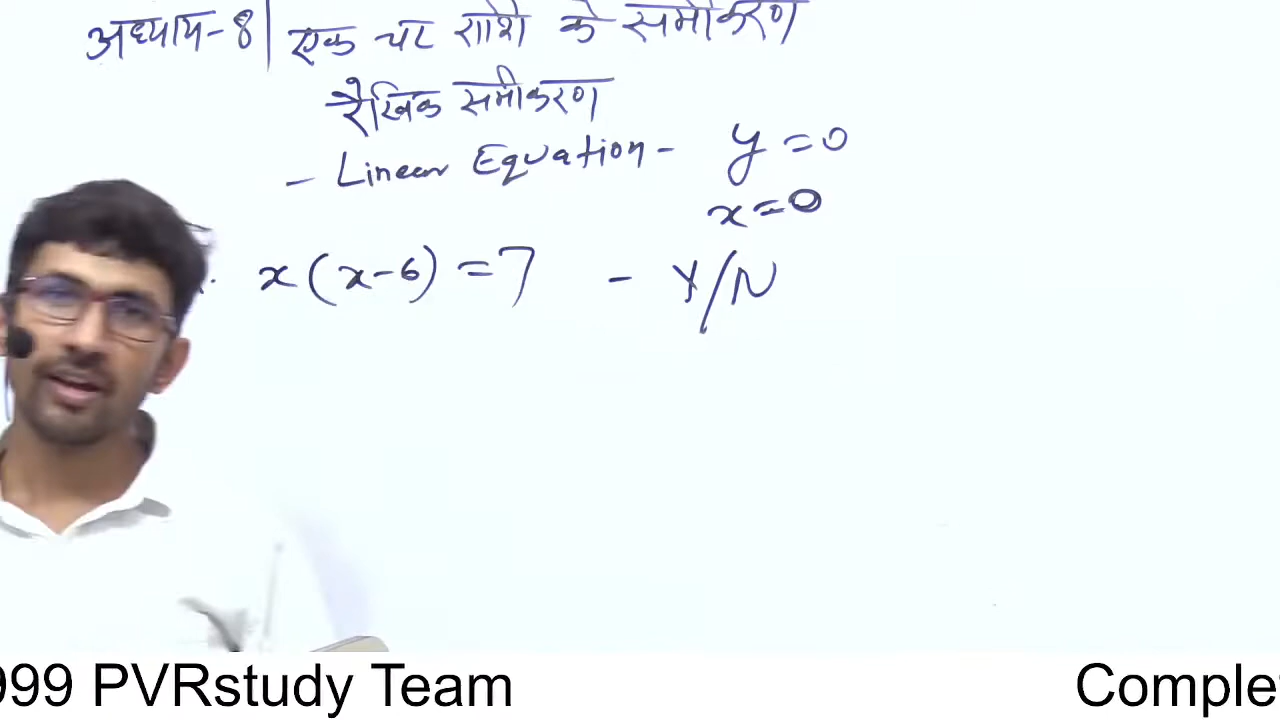 अध्याय-8| एक चर राशि के समीकरण
रैखिक समीकरण
- Linear Equation - y = 0
x = 0
x(x-6) = 7 - Y/N
999 PVRstudy Team Comple